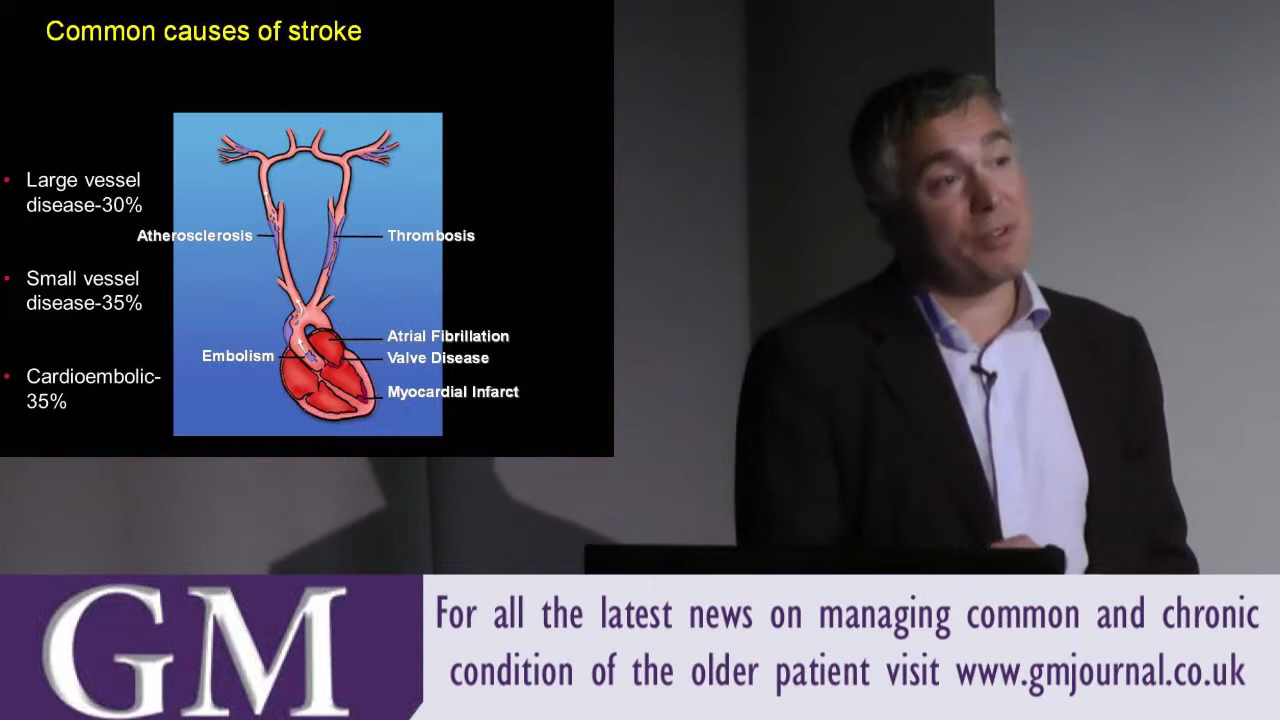 Common causes of stroke
• Large vessel
disease-30%
Atherosclerosis
Thrombosis
• Small vessel
disease-35%
Atrial Fibrillation
Embolism
Valve Disease
• Cardioembolic-
35%
Myocardial Infarct
GM
For all the latest news on managing common and chronic
condition of the older patient visit www.gmjournal.co.uk